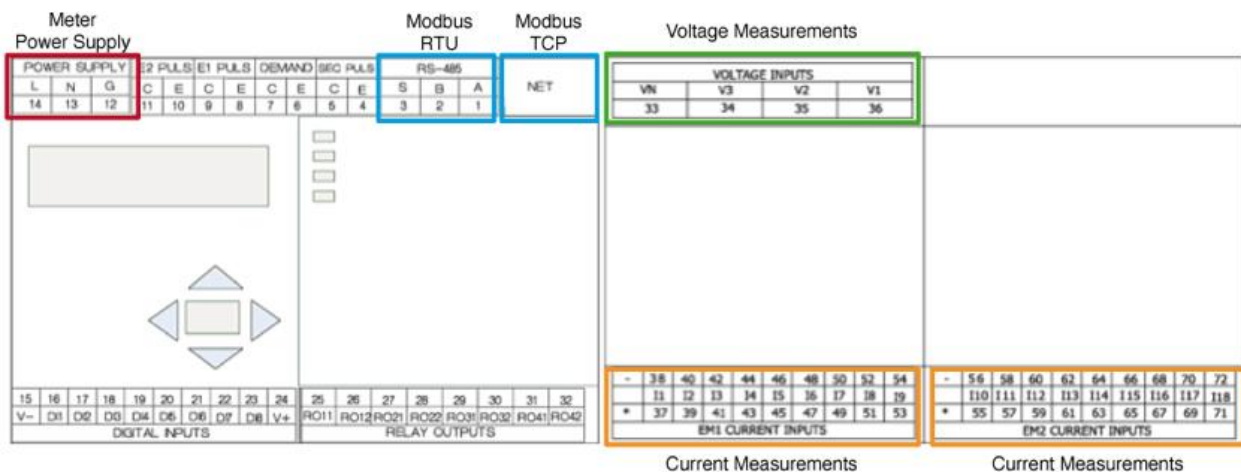 Meter
Power Supply
Modbus
RTU
Modbus
TCP
Voltage Measurements
POWER SUPPLY E2 PULS E1 PULS DEMAND SEC PULS RS-485
L N G C E C E C E C E S B A NET
14 13 12 11 10 9 8 7 6 5 4 3 2 1
VOLTAGE INPUTS
VN V3 V2 V1
33 34 35 36
15 16 17 18 19 20 21 22 23 24 25 26 27 28 29 30 31 32
V- DI1 DI2 DI3 DI4 DI5 DI6 DI7 DI8 V+ RO11 RO12 RO21 RO22 RO31 RO32 RO41 RO42
DIGITAL INPUTS RELAY OUTPUTS
- 38 40 42 44 46 48 50 52 54
I1 I2 I3 I4 I5 I6 I7 I8 I9
* 37 39 41 43 45 47 49 51 53
EM1 CURRENT INPUTS
- 56 58 60 62 64 66 68 70 72
I10 I11 I12 I13 I14 I15 I16 I17 I18
* 55 57 59 61 63 65 67 69 71
EM2 CURRENT INPUTS
Current Measurements Current Measurements